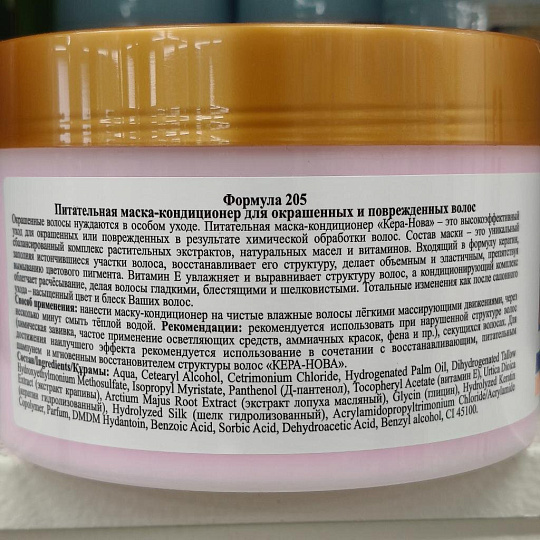 Формула 205
Питательная маска-кондиционер для окрашенных и поврежденных волос
Окрашенные волосы нуждаются в особом уходе. Питательная маска-кондиционер «Кера-Нова» – это высокоэффективный
уход для окрашенных или поврежденных в результате химической обработки волос. Состав маски – это уникальный
сбалансированный комплекс растительных экстрактов, натуральных масел и витаминов. Входящий в формулу кератин,
заполняя истончившиеся участки волоса, восстанавливает его структуру, делает объемным и эластичным, препятствуя
вымыванию цветового пигмента. Витамин Е увлажняет и выравнивает структуру волос, а кондиционирующий комплекс
облегчает расчёсывание, делая волосы гладкими, блестящими и шелковистыми. Тотальные изменения как после салонного
ухода - насыщенный цвет и блеск Ваших волос.
Способ применения: нанести маску-кондиционер на чистые влажные волосы лёгкими массирующими движениями, через
несколько минут смыть тёплой водой. Рекомендации: рекомендуется использовать при нарушенной структуре волос
(химическая завивка, частое применение осветляющих средств, аммиачных красок, фена и пр.), секущихся волосах. Для
достижения наилучшего эффекта рекомендуется использование в сочетании с восстанавливающим, питательным
шампунем и мгновенным восстановителем структуры волос «КЕРА-НОВА».
Состав/Ingredients/Курамы: Aqua, Cetearyl Alcohol, Cetrimonium Chloride, Hydrogenated Palm Oil, Dihydrogenated Tallow
Hydroxyethylmonium Methosulfate, Isopropyl Myristate, Panthenol (Д-пантенол), Tocopheryl Acetate (витамин Е), Urtica Dioica
Extract (экстракт крапивы), Arctium Majus Root Extract (экстракт лопуха масляный), Glycin (глицин), Hydrolyzed Keratin
(кератин гидролизованный), Hydrolyzed Silk (шелк гидролизованный), Acrylamidopropyltrimonium Chloride/Acrylamide
Copolymer, Parfum, DMDM Hydantoin, Benzoic Acid, Sorbic Acid, Dehydroacetic Acid, Benzyl alcohol, CI 45100.